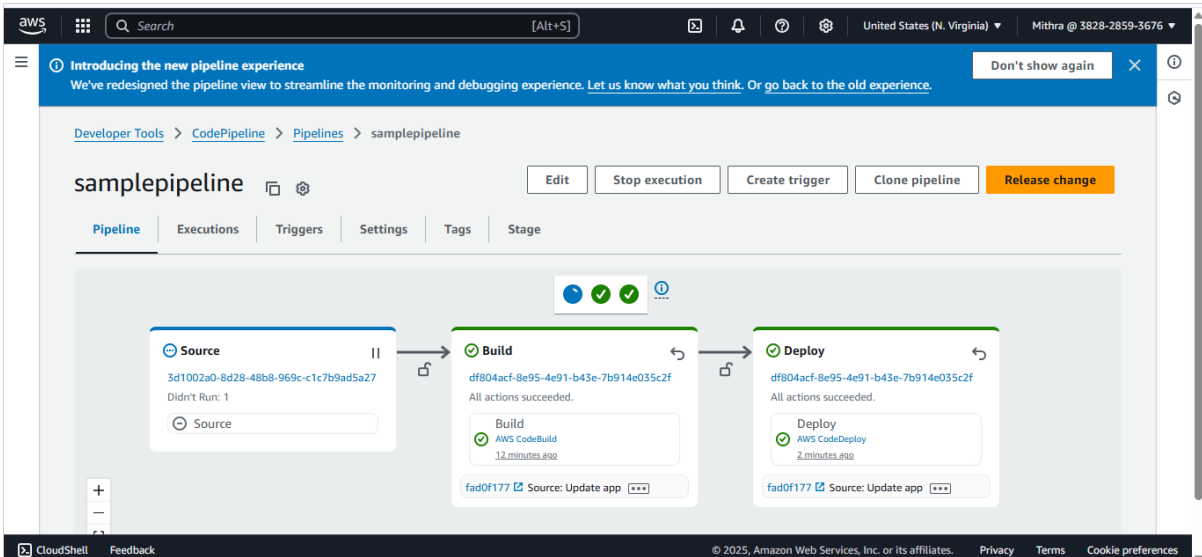 aws
Search [Alt+S]
United States (N. Virginia) ▼ Mithra @ 3828-2859-3676 ▼
Introducing the new pipeline experience
We've redesigned the pipeline view to streamline the monitoring and debugging experience. Let us know what you think. Or go back to the old experience.
Don't show again
Developer Tools > CodePipeline > Pipelines > samplepipeline
samplepipeline
Edit Stop execution Create trigger Clone pipeline Release change
Pipeline Executions Triggers Settings Tags Stage
Source
3d1002a0-8d28-48b8-969c-c1c7b9ad5a27
Didn't Run: 1
Source
Build
df804acf-8e95-4e91-b43e-7b914e035c2f
All actions succeeded.
Build
AWS CodeBuild
12 minutes ago
fad0f177 Source: Update app
Deploy
df804acf-8e95-4e91-b43e-7b914e035c2f
All actions succeeded.
Deploy
AWS CodeDeploy
2 minutes ago
fad0f177 Source: Update app
CloudShell Feedback © 2025, Amazon Web Services, Inc. or its affiliates. Privacy Terms Cookie preferences